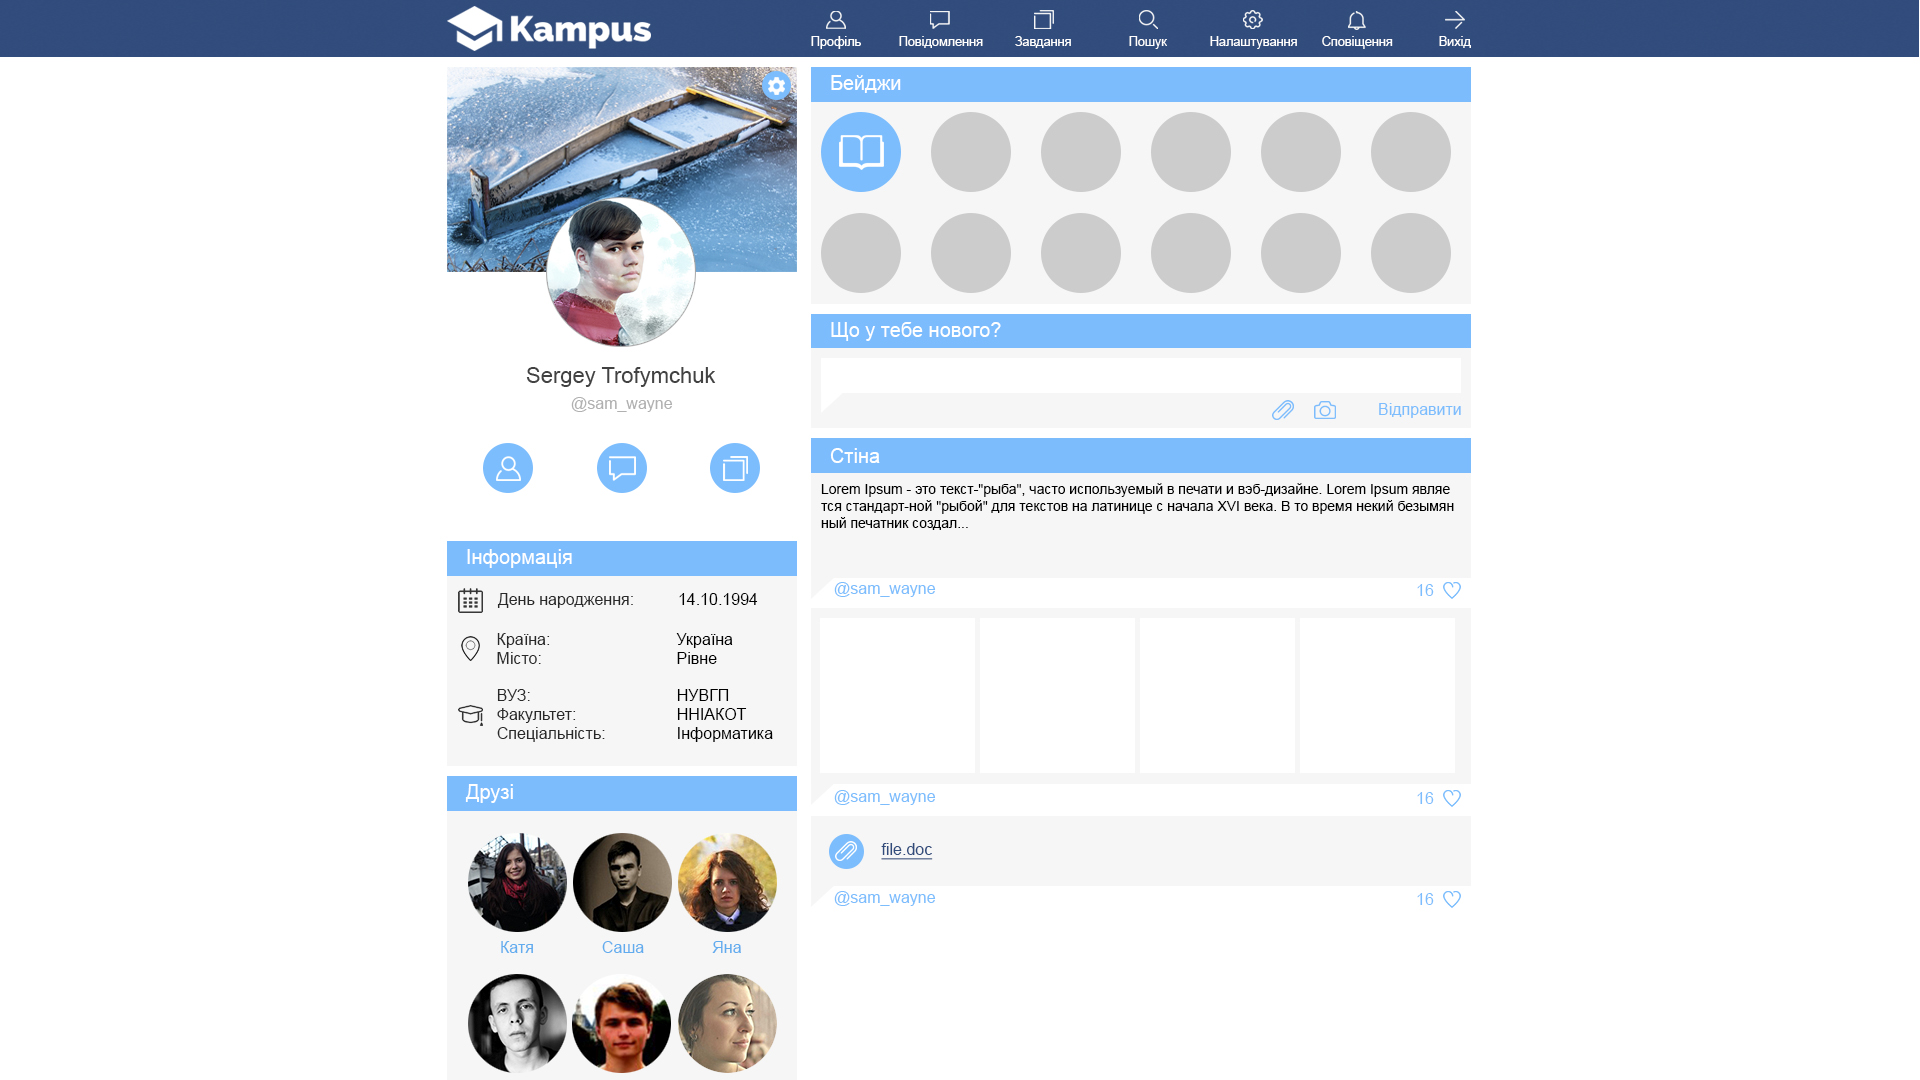 Kampus
Профіль
Повідомлення
Завдання
Пошук
Налаштування
Сповіщення
Вихід
Sergey Trofymchuk
@sam_wayne
Інформація
День народження: 14.10.1994
Країна: Україна
Місто: Рівне
ВУЗ: НУВГП
Факультет: ННІАКОТ
Спеціальність: Інформатика
Друзі
Катя Саша Яна
Бейджи
Що у тебе нового?
Відправити
Стіна
Lorem Ipsum - это текст-"рыба", часто используемый в печати и вэб-дизайне. Lorem Ipsum являе
тся стандарт-ной "рыбой" для текстов на латинице с начала XVI века. В то время некий безымян
ный печатник создал...
@sam_wayne 16
@sam_wayne 16
file.doc
@sam_wayne 16